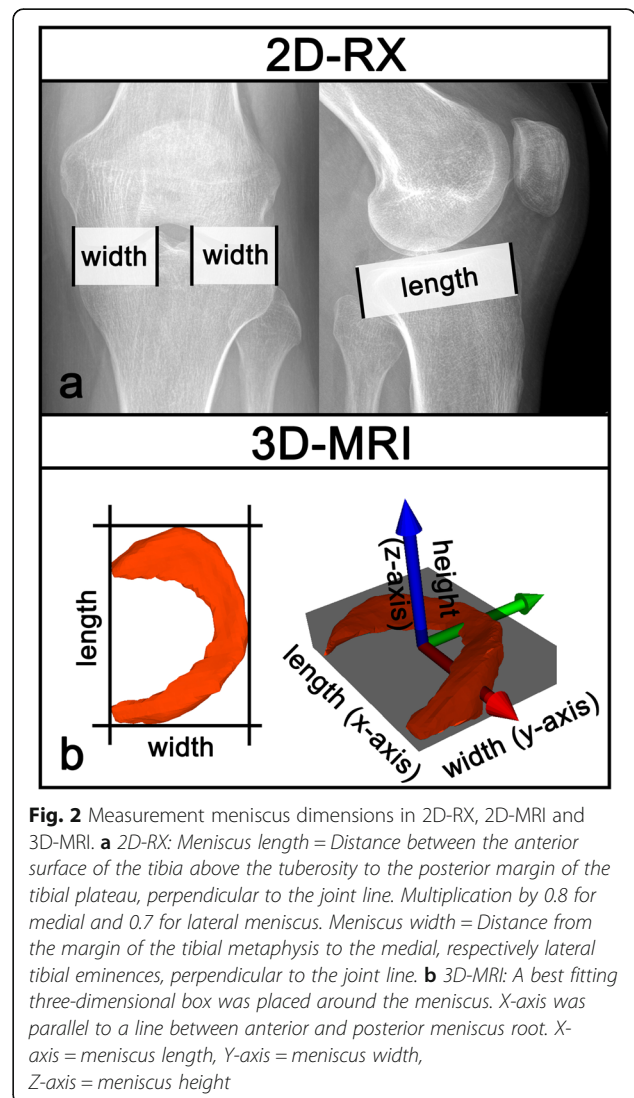 2D-RX
width
width
length
a
3D-MRI
length
width
b
height
(z-axis)
length (x-axis)
width (y-axis)
Fig. 2 Measurement meniscus dimensions in 2D-RX, 2D-MRI and
3D-MRI. a 2D-RX: Meniscus length = Distance between the anterior
surface of the tibia above the tuberosity to the posterior margin of the
tibial plateau, perpendicular to the joint line. Multiplication by 0.8 for
medial and 0.7 for lateral meniscus. Meniscus width = Distance from
the margin of the tibial metaphysis to the medial, respectively lateral
tibial eminences, perpendicular to the joint line. b 3D-MRI: A best fitting
three-dimensional box was placed around the meniscus. X-axis was
parallel to a line between anterior and posterior meniscus root. X-
axis = meniscus length, Y-axis = meniscus width,
Z-axis = meniscus height